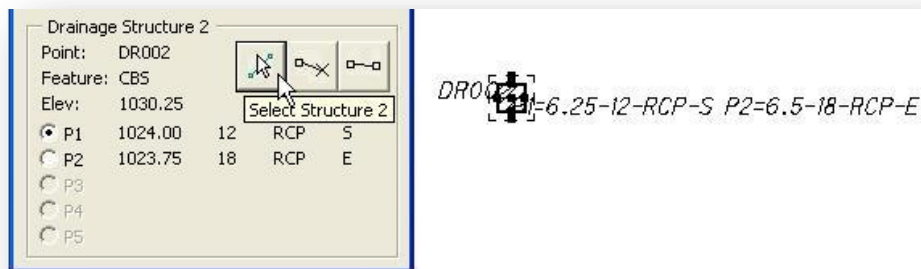 Drainage Structure 2
Point: DR002
Feature: CBS
Elev: 1030.25
Select Structure 2
P1 1024.00 12 RCP S
P2 1023.75 18 RCP E
P3
P4
P5
=6.25-12-RCP-S P2=6.5-18-RCP-E